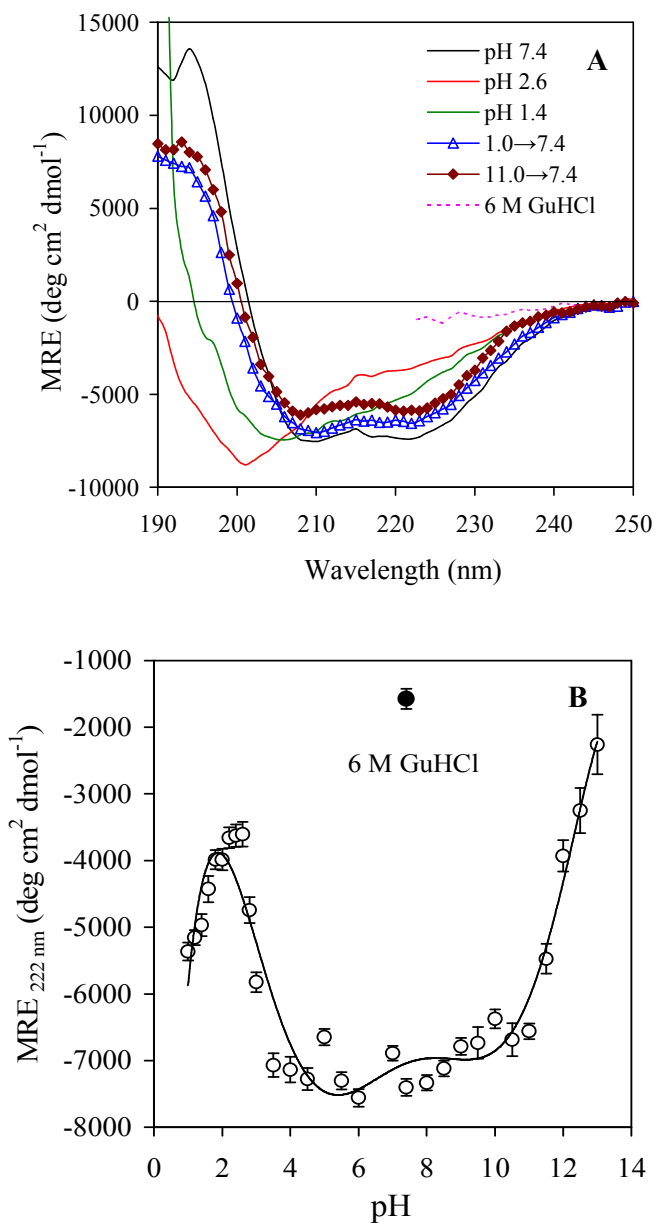 A
pH 7.4
pH 2.6
pH 1.4
1.0→7.4
11.0→7.4
6 M GuHCl
MRE (deg cm² dmol⁻¹)
15000
10000
5000
0
-5000
-10000
190 200 210 220 230 240 250
Wavelength (nm)
B
6 M GuHCl
MRE 222 nm (deg cm² dmol⁻¹)
-1000
-2000
-3000
-4000
-5000
-6000
-7000
-8000
0 2 4 6 8 10 12 14
pH